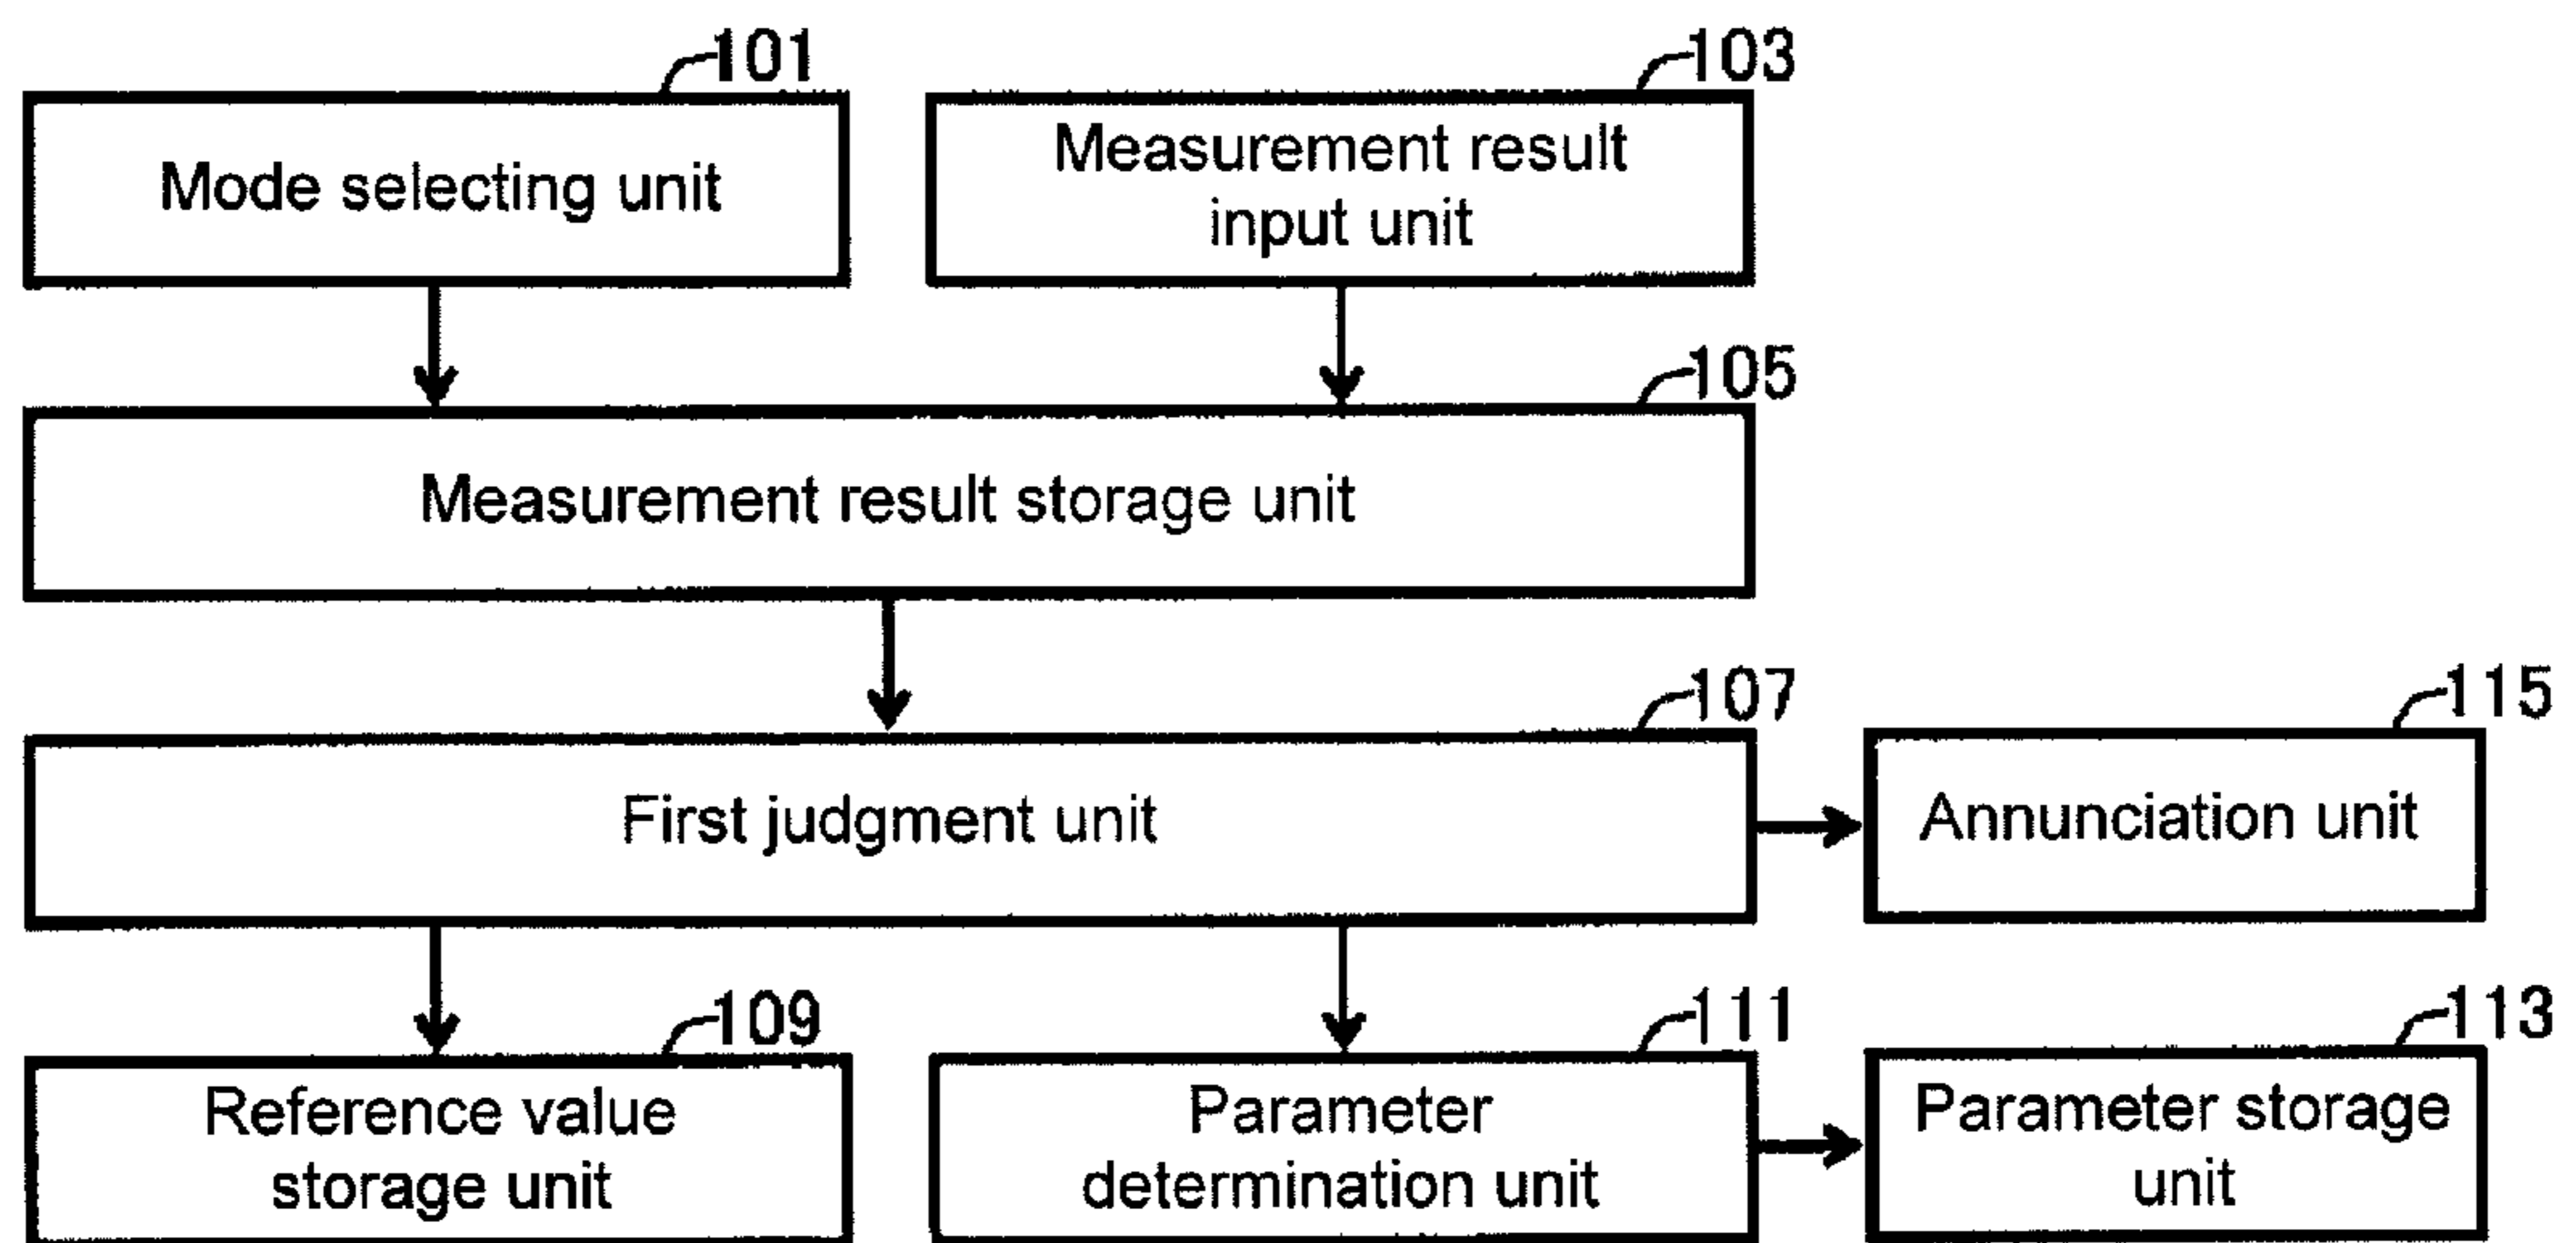 101
103
Mode selecting unit
Measurement result
input unit
105
Measurement result storage unit
107
115
First judgment unit
Annunciation unit
109
111
113
Reference value
storage unit
Parameter
determination unit
Parameter storage
unit